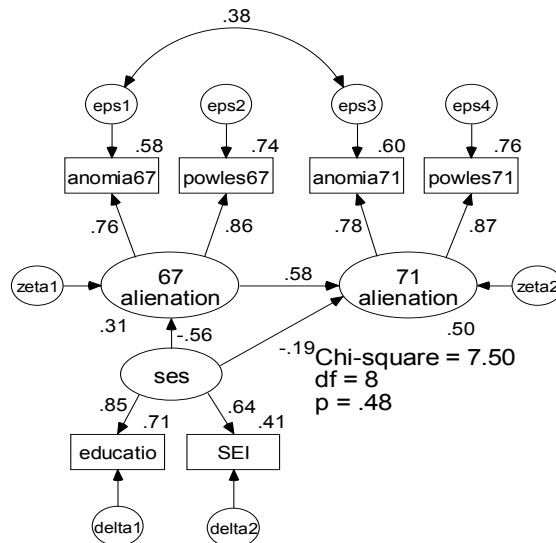 .38
eps1
eps2
eps3
eps4
.58
.74
.60
.76
anomia67
powles67
anomia71
powles71
.76
.86
.78
.87
zeta1
67
alienation
.58
71
alienation
zeta2
.31
-.56
-.19
.50
Chi-square = 7.50
df = 8
p = .48
ses
.85
.71
.64
.41
educatio
SEI
delta1
delta2